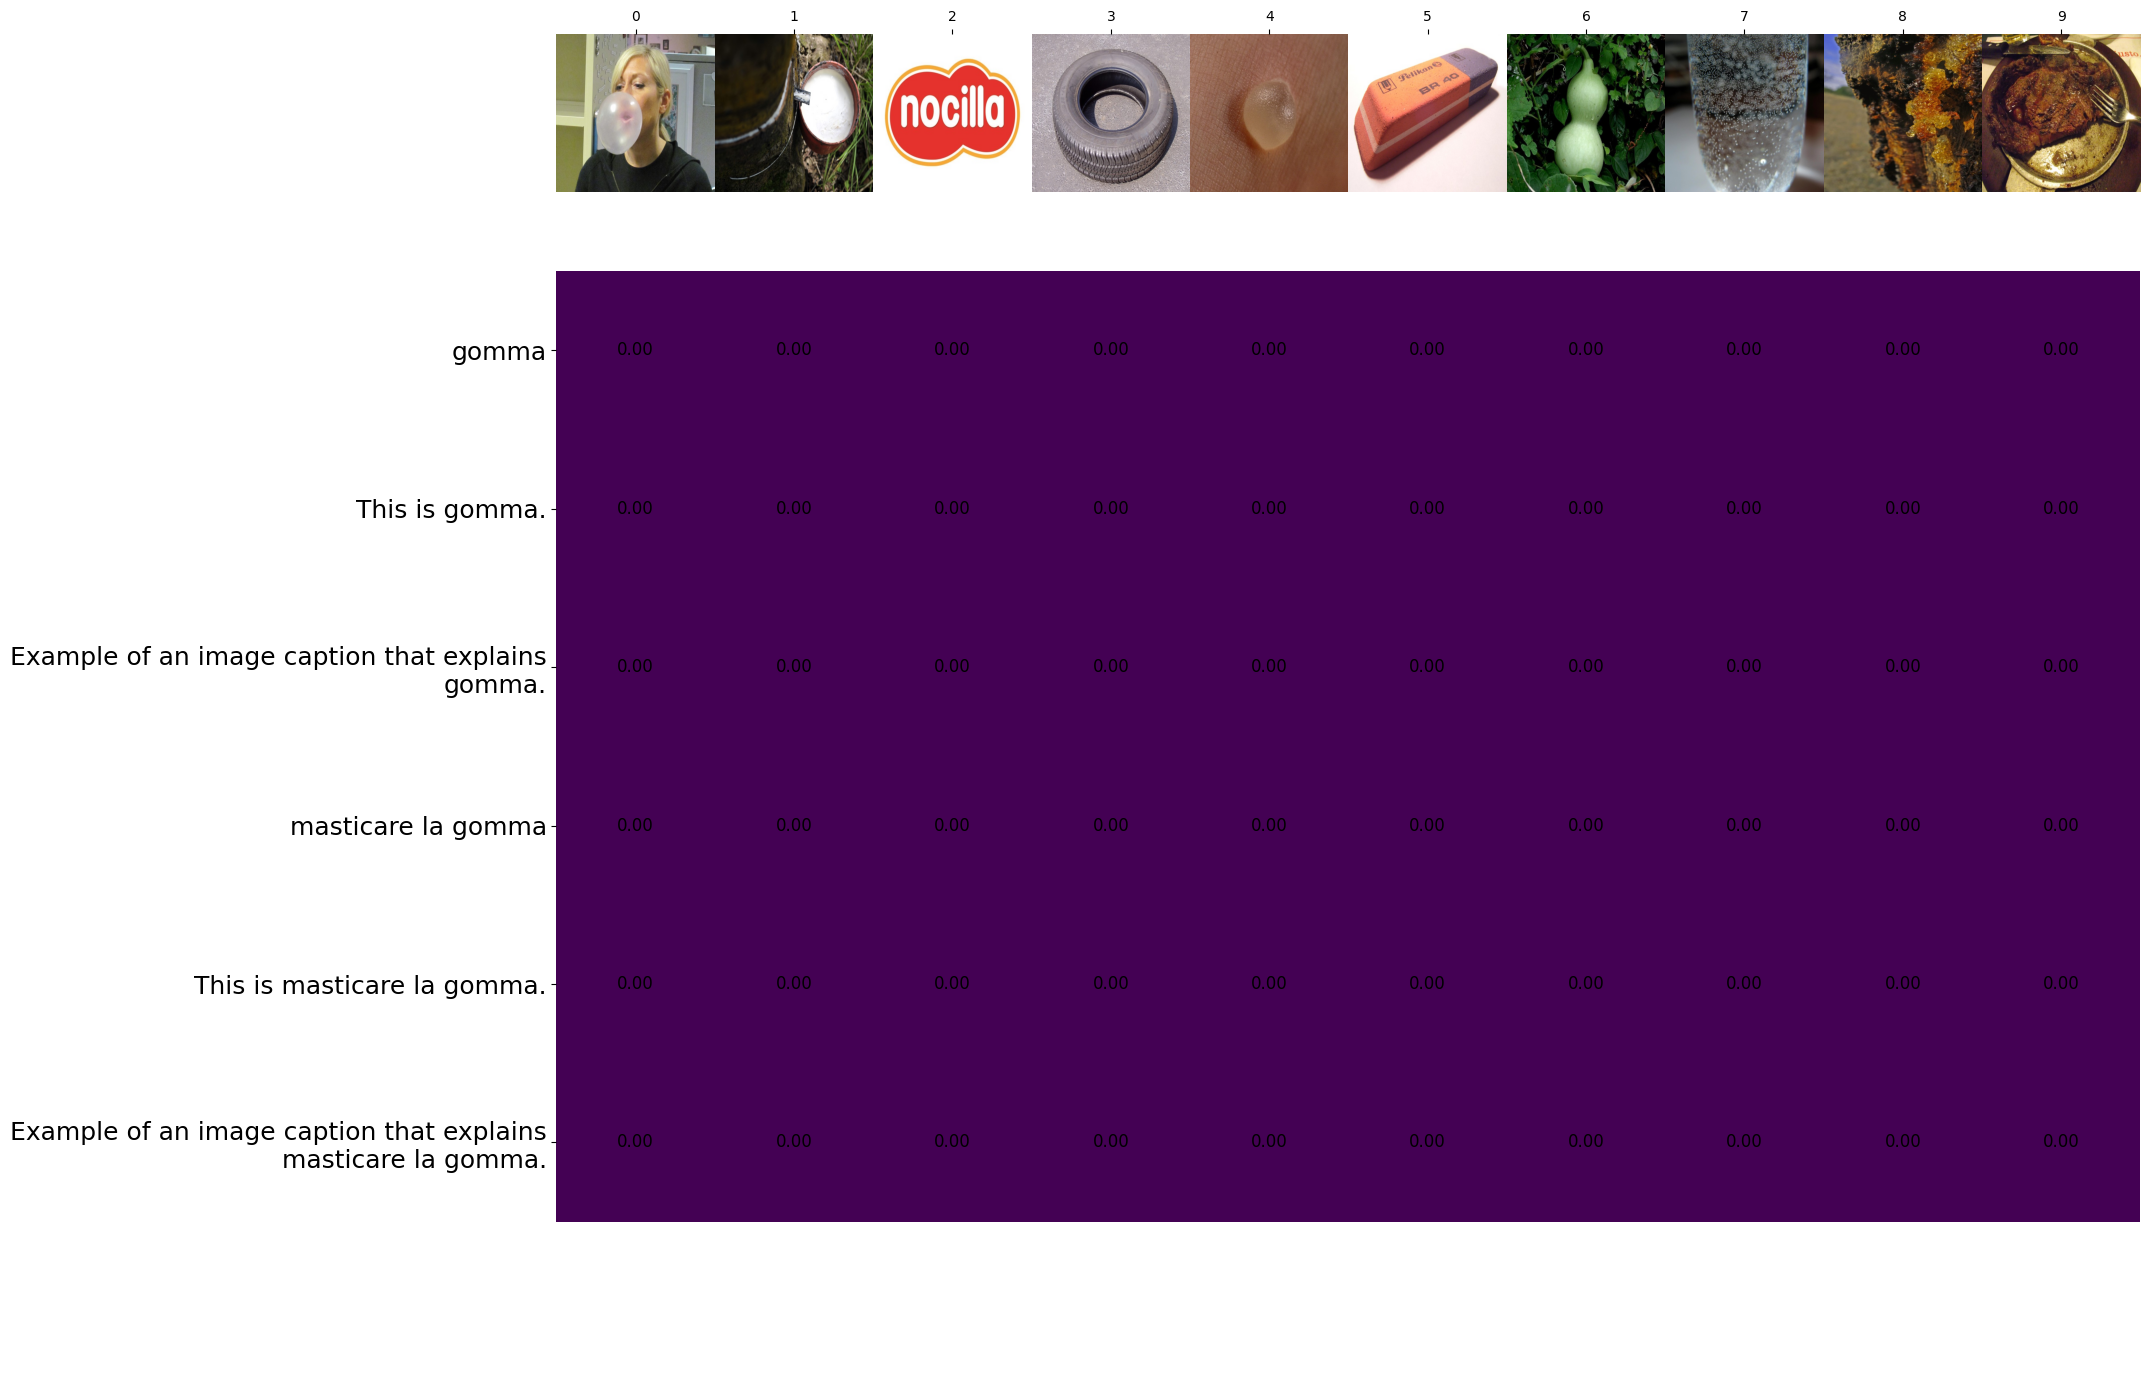 0 1 2 3 4 5 6 7 8 9
nocilla
Pelikan
BR 40
gomma
0.00 0.00 0.00 0.00 0.00 0.00 0.00 0.00 0.00 0.00
This is gomma.
0.00 0.00 0.00 0.00 0.00 0.00 0.00 0.00 0.00 0.00
Example of an image caption that explains
gomma.
0.00 0.00 0.00 0.00 0.00 0.00 0.00 0.00 0.00 0.00
masticare la gomma
0.00 0.00 0.00 0.00 0.00 0.00 0.00 0.00 0.00 0.00
This is masticare la gomma.
0.00 0.00 0.00 0.00 0.00 0.00 0.00 0.00 0.00 0.00
Example of an image caption that explains
masticare la gomma.
0.00 0.00 0.00 0.00 0.00 0.00 0.00 0.00 0.00 0.00